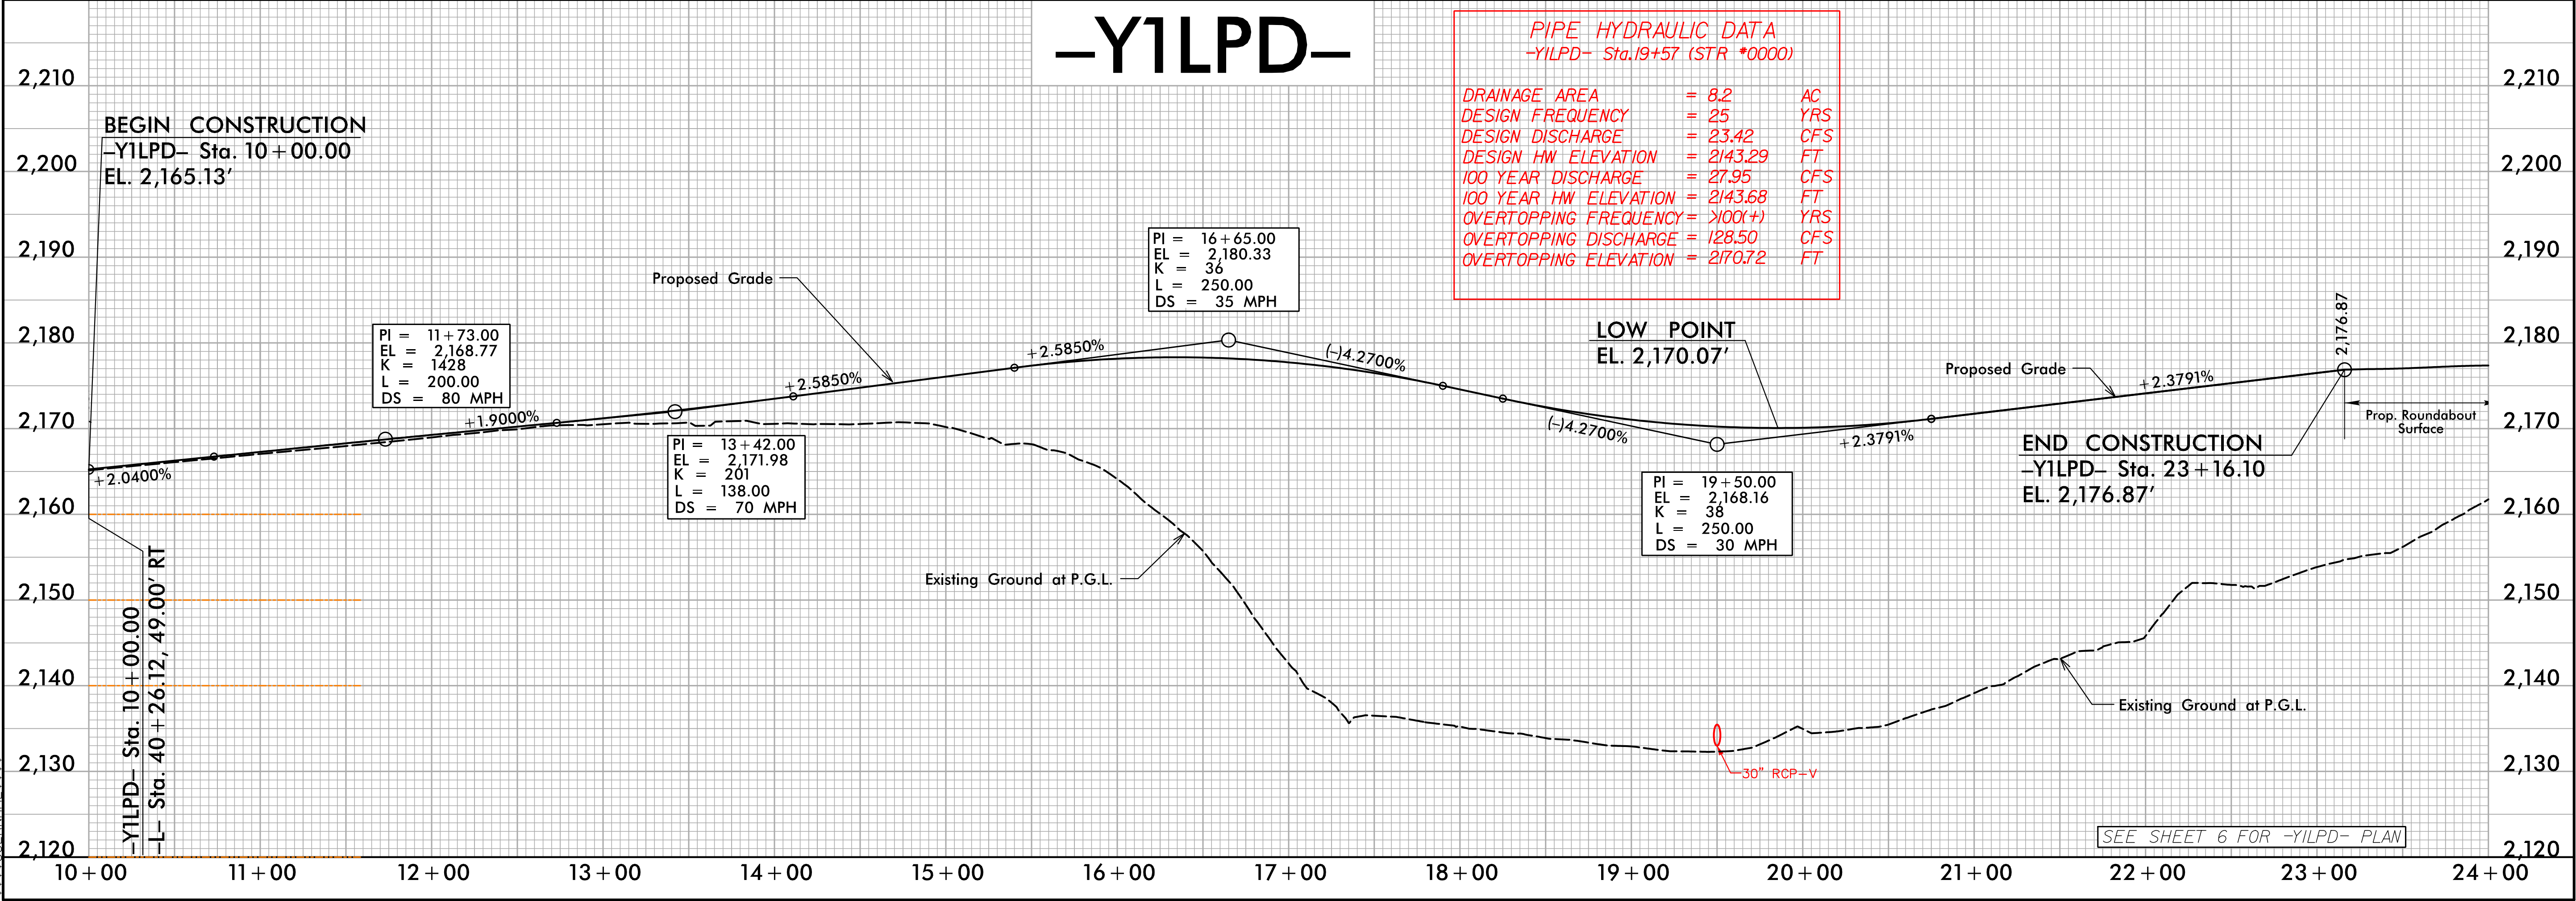 –Y1LPD–
PIPE HYDRAULIC DATA
–Y1LPD– Sta.19+57 (STR #0000)
DRAINAGE AREA = 8.2 AC
DESIGN FREQUENCY = 25 YRS
DESIGN DISCHARGE = 23.42 CFS
DESIGN HW ELEVATION = 2143.29 FT
100 YEAR DISCHARGE = 27.95 CFS
100 YEAR HW ELEVATION = 2143.68 FT
OVERTOPPING FREQUENCY = >100(+) YRS
OVERTOPPING DISCHARGE = 128.50 CFS
OVERTOPPING ELEVATION = 2170.72 FT
2,210
2,200
2,190
2,180
2,170
2,160
2,150
2,140
2,130
2,120
BEGIN CONSTRUCTION
–Y1LPD– Sta. 10+00.00
EL. 2,165.13'
PI = 11+73.00
EL = 2,168.77
K = 1428
L = 200.00
DS = 80 MPH
+2.0400%
+1.9000%
Proposed Grade
+2.5850%
PI = 13+42.00
EL = 2,171.98
K = 201
L = 138.00
DS = 70 MPH
+2.5850%
PI = 16+65.00
EL = 2,180.33
K = 36
L = 250.00
DS = 35 MPH
(–)4.2700%
Existing Ground at P.G.L.
LOW POINT
EL. 2,170.07'
(–)4.2700%
+2.3791%
PI = 19+50.00
EL = 2,168.16
K = 38
L = 250.00
DS = 30 MPH
30" RCP–V
Proposed Grade
+2.3791%
2,176.87
Prop. Roundabout
Surface
END CONSTRUCTION
–Y1LPD– Sta. 23+16.10
EL. 2,176.87'
Existing Ground at P.G.L.
–Y1LPD– Sta. 10+00.00
–L– Sta. 40+26.12, 49.00' RT
SEE SHEET 6 FOR –Y1LPD– PLAN
2,210
2,200
2,190
2,180
2,170
2,160
2,150
2,140
2,130
2,120
10+00 11+00 12+00 13+00 14+00 15+00 16+00 17+00 18+00 19+00 20+00 21+00 22+00 23+00 24+00